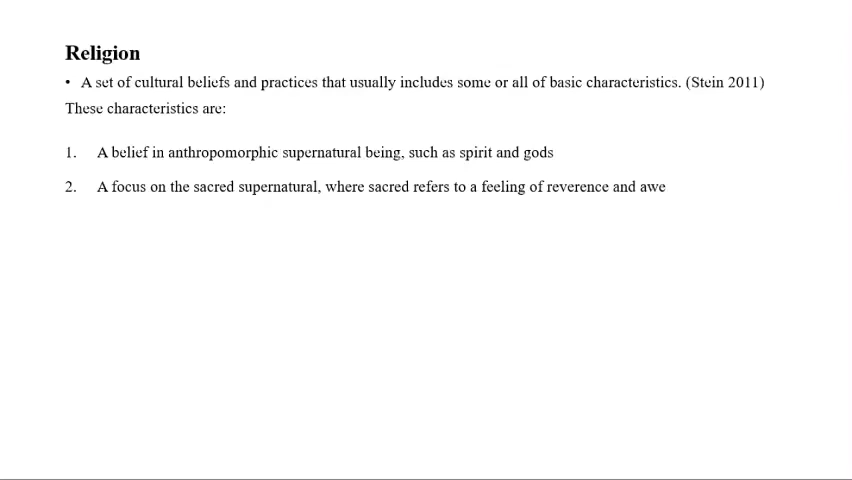 Religion
• A set of cultural beliefs and practices that usually includes some or all of basic characteristics. (Stein 2011)
These characteristics are:
1. A belief in anthropomorphic supernatural being, such as spirit and gods
2. A focus on the sacred supernatural, where sacred refers to a feeling of reverence and awe